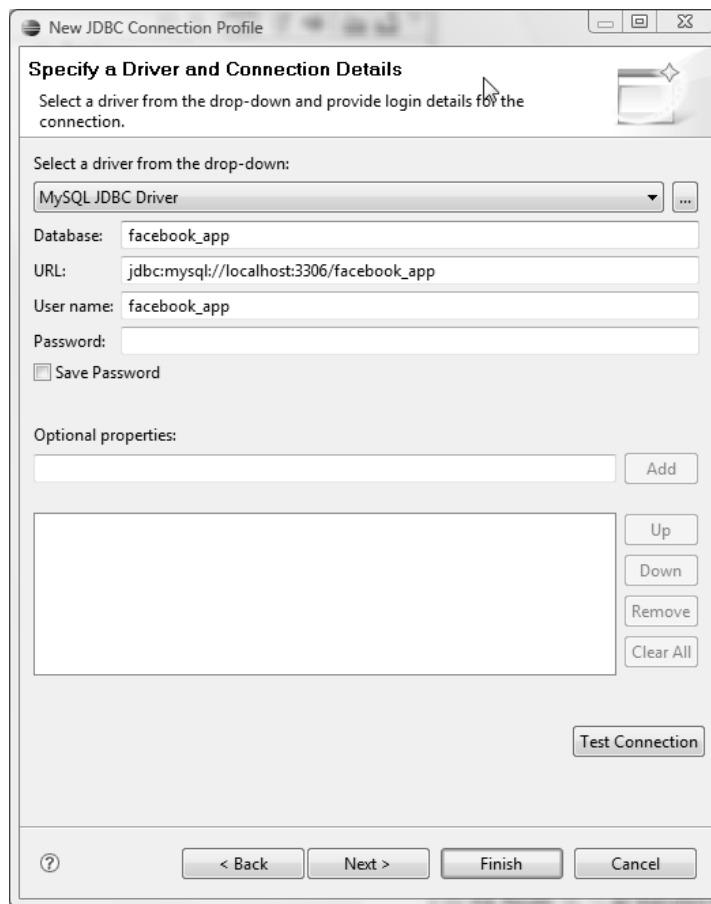 New JDBC Connection Profile
Specify a Driver and Connection Details
Select a driver from the drop-down and provide login details for the
connection.
Select a driver from the drop-down:
MySQL JDBC Driver
...
Database: facebook_app
URL: jdbc:mysql://localhost:3306/facebook_app
User name: facebook_app
Password:
Save Password
Optional properties:
Add
Up
Down
Remove
Clear All
Test Connection
?
< Back Next > Finish Cancel